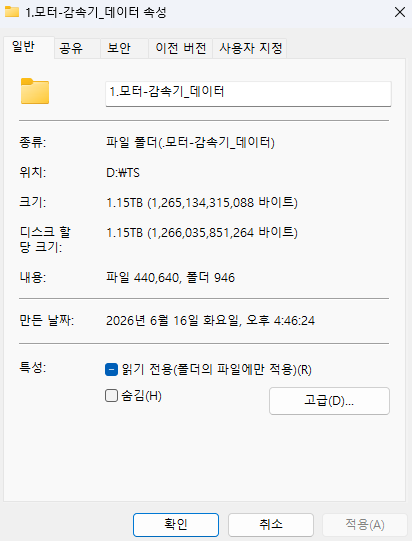 1.모터-감속기_데이터 속성
일반 공유 보안 이전 버전 사용자 지정
1.모터-감속기_데이터
종류: 파일 폴더(.모터-감속기_데이터)
위치: D:₩TS
크기: 1.15TB (1,265,134,315,088 바이트)
디스크 할 1.15TB (1,266,035,851,264 바이트)
당 크기:
내용: 파일 440,640, 폴더 946
만든 날짜: 2026년 6월 16일 화요일, 오후 4:46:24
특성: 읽기 전용(폴더의 파일에만 적용)(R)
숨김(H) 고급(D)...
확인 취소 적용(A)